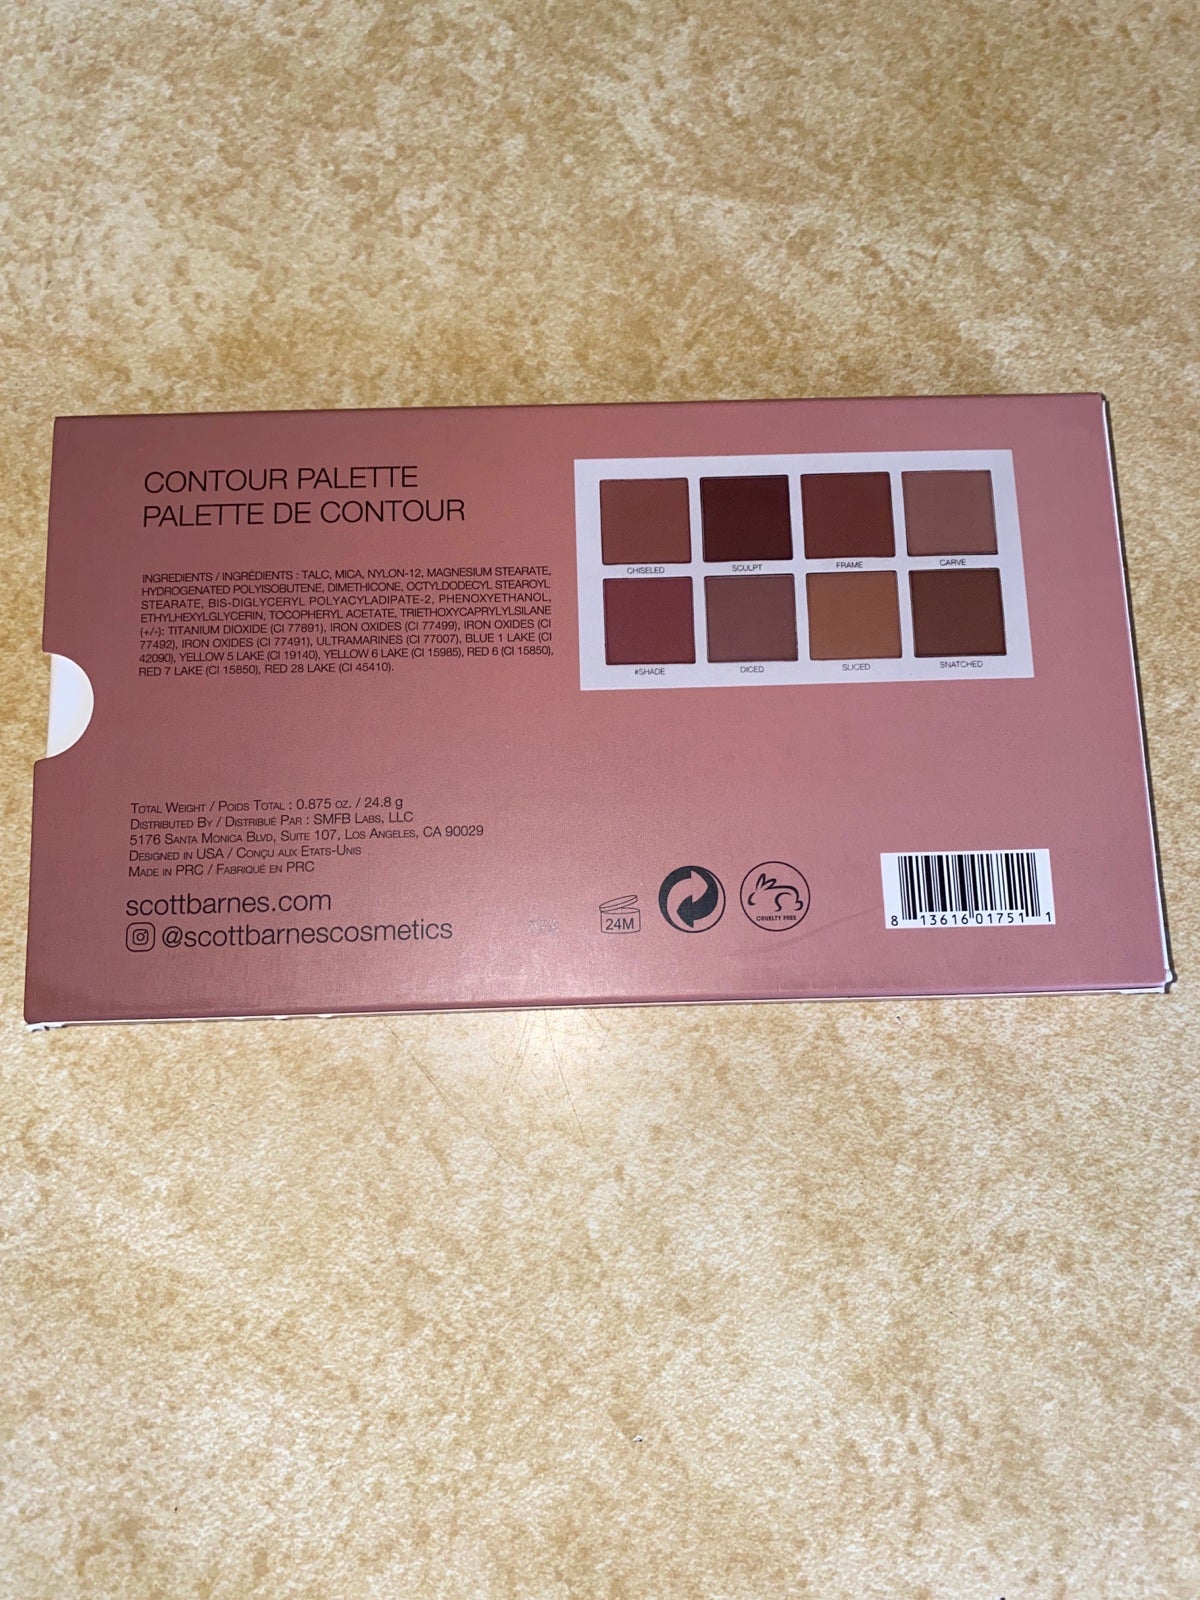 CONTOUR PALETTE
PALETTE DE CONTOUR
INGREDIENTS / INGRÉDIENTS : TALC, MICA, NYLON-12, MAGNESIUM STEARATE,
HYDROGENATED POLYISOBUTENE, DIMETHICONE, OCTYLDODECYL STEAROYL
STEARATE, BIS-DIGLYCERYL POLYACYLADIPATE-2, PHENOXYETHANOL,
ETHYLHEXYLGLYCERIN, TOCOPHERYL ACETATE, TRIETHOXYCAPRYLYLSILANE
(+/-): TITANIUM DIOXIDE (CI 77891), IRON OXIDES (CI 77499), IRON OXIDES (CI
77492), IRON OXIDES (CI 77491), ULTRAMARINES (CI 77007), BLUE 1 LAKE (CI
42090), YELLOW 5 LAKE (CI 19140), YELLOW 6 LAKE (CI 15985), RED 6 (CI 15850),
RED 7 LAKE (CI 15850), RED 28 LAKE (CI 45410).
CHISELED SCULPT FRAME CARVE
#SHADE DICED SLICED SNATCHED
TOTAL WEIGHT / POIDS TOTAL : 0.875 OZ. / 24.8 g
DISTRIBUTED BY / DISTRIBUÉ PAR : SMFB LABS, LLC
5176 SANTA MONICA BLVD, SUITE 107, LOS ANGELES, CA 90029
DESIGNED IN USA / CONÇU AUX ETATS-UNIS
MADE IN PRC / FABRIQUÉ EN PRC
scottbarnes.com
@scottbarnescosmetics
24M
CRUELTY FREE
8 13616 01751 1